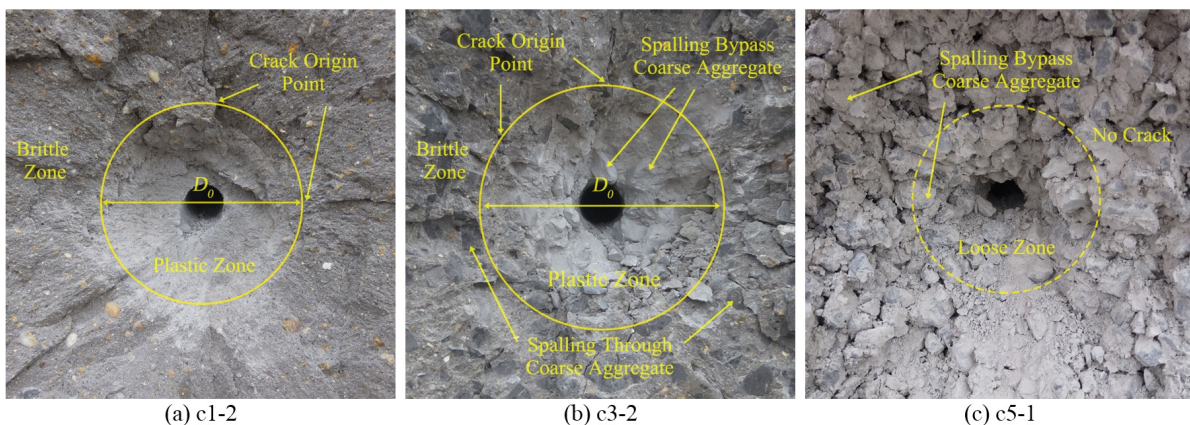 Crack Origin
Point
Brittle
Zone
D₀
Plastic Zone
(a) c1-2
Crack Origin
Point
Spalling Bypass
Coarse Aggregate
Brittle
Zone
D₀
Plastic Zone
Spalling Through
Coarse Aggregate
(b) c3-2
Spalling Bypass
Coarse Aggregate
No Crack
Loose Zone
(c) c5-1